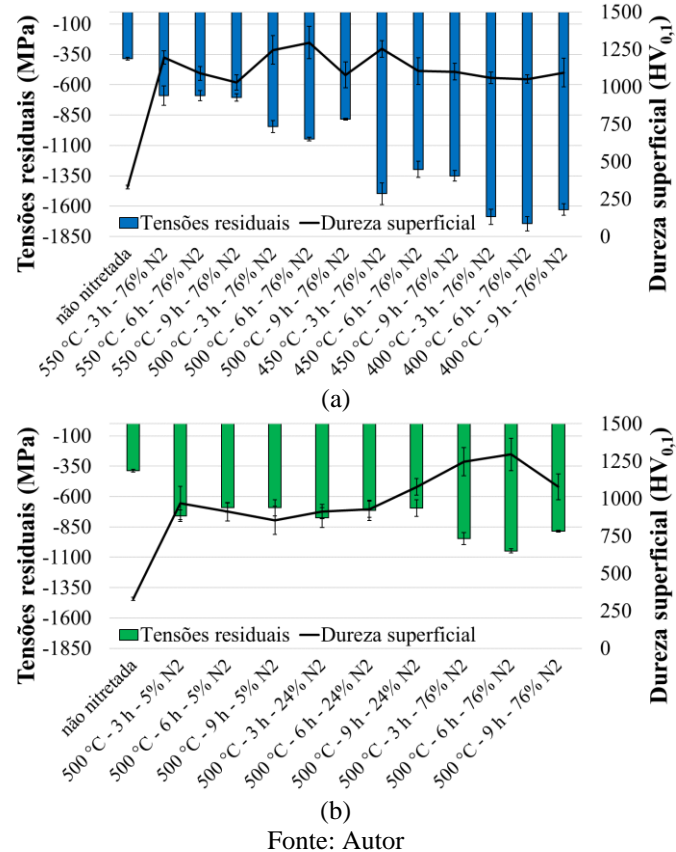 Tensões residuais (MPa)
-100
-350
-600
-850
-1100
-1350
-1600
-1850
1500
1250
1000
750
500
250
0
Dureza superficial (HV0,1)
Tensões residuais
Dureza superficial
não nitretada
550 °C - 3 h - 76% N2
550 °C - 6 h - 76% N2
550 °C - 9 h - 76% N2
500 °C - 3 h - 76% N2
500 °C - 6 h - 76% N2
500 °C - 9 h - 76% N2
450 °C - 3 h - 76% N2
450 °C - 6 h - 76% N2
450 °C - 9 h - 76% N2
400 °C - 3 h - 76% N2
400 °C - 6 h - 76% N2
400 °C - 9 h - 76% N2
(a)
Tensões residuais (MPa)
-100
-350
-600
-850
-1100
-1350
-1600
-1850
1500
1250
1000
750
500
250
0
Dureza superficial (HV0,1)
Tensões residuais
Dureza superficial
não nitretada
500 °C - 3 h - 5% N2
500 °C - 6 h - 5% N2
500 °C - 9 h - 5% N2
500 °C - 3 h - 24% N2
500 °C - 6 h - 24% N2
500 °C - 9 h - 24% N2
500 °C - 3 h - 76% N2
500 °C - 6 h - 76% N2
500 °C - 9 h - 76% N2
(b)
Fonte: Autor